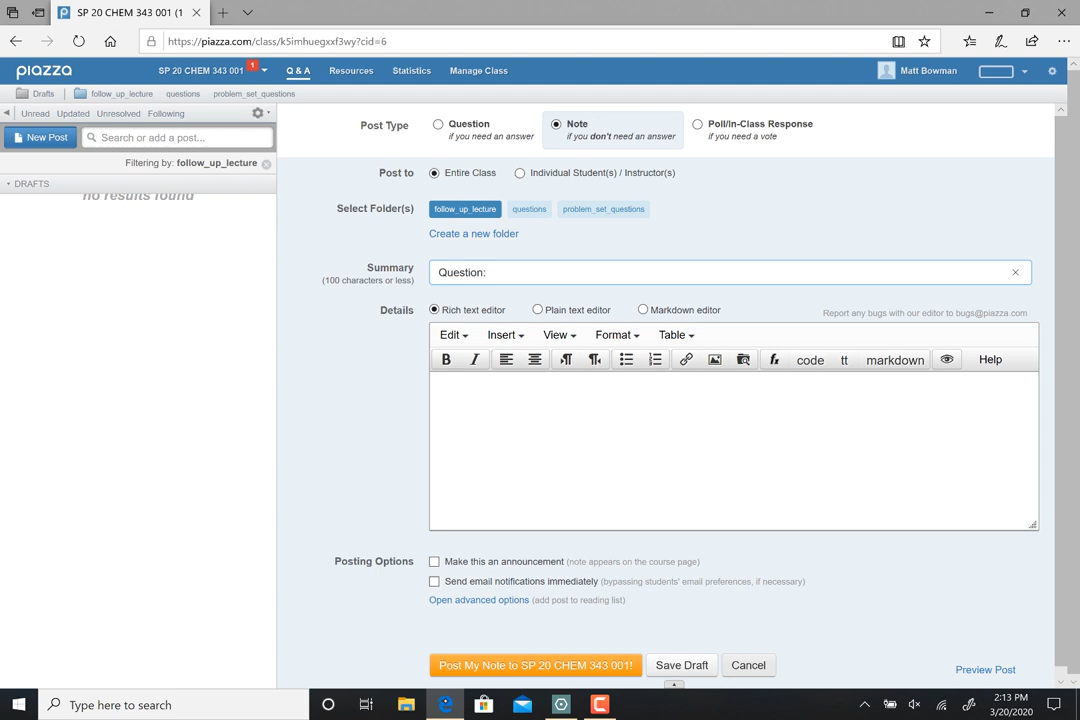 SP 20 CHEM 343 001 (1
https://piazza.com/class/k5imhuegxxf3wy?cid=6
piazza
SP 20 CHEM 343 001
1
Q & A
Resources
Statistics
Manage Class
Matt Bowman
Drafts
follow_up_lecture
questions
problem_set_questions
Unread
Updated
Unresolved
Following
New Post
Search or add a post...
Filtering by: follow_up_lecture
DRAFTS
no results found
Post Type
Question
if you need an answer
Note
if you don't need an answer
Poll/In-Class Response
if you need a vote
Post to
Entire Class
Individual Student(s) / Instructor(s)
Select Folder(s)
follow_up_lecture
questions
problem_set_questions
Create a new folder
Summary
(100 characters or less)
Question:
Details
Rich text editor
Plain text editor
Markdown editor
Report any bugs with our editor to bugs@piazza.com
Edit
Insert
View
Format
Table
B
I
fx
code
tt
markdown
Help
Posting Options
Make this an announcement (note appears on the course page)
Send email notifications immediately (bypassing students' email preferences, if necessary)
Open advanced options (add post to reading list)
Post My Note to SP 20 CHEM 343 001!
Save Draft
Cancel
Preview Post
Type here to search
2:13 PM
3/20/2020